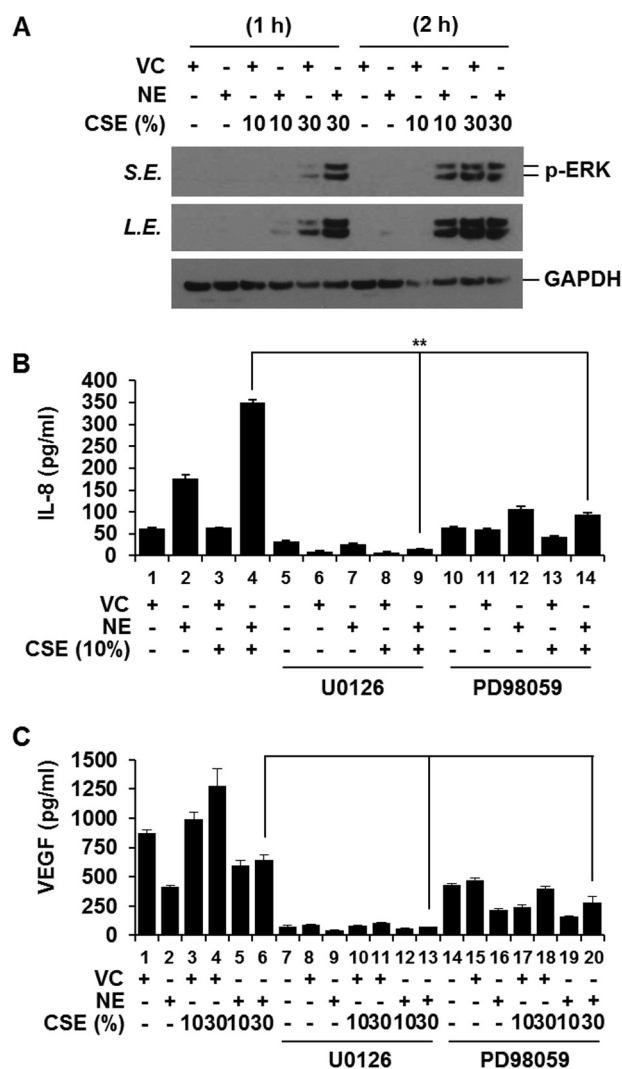 A
(1 h) (2 h)
VC + - + - + - + - + - + -
NE - + - + - + - + - + - +
CSE (%) - - 10 10 30 30 - - 10 10 30 30
S.E.
p-ERK
L.E.
GAPDH
B
**
IL-8 (pg/ml)
400
350
300
250
200
150
100
50
0
1 2 3 4 5 6 7 8 9 10 11 12 13 14
VC + - + - - + - + - - + - + -
NE - + - + - - + - + - - + - +
CSE (10%) - - + + - - - + + - - - + +
U0126 PD98059
C
VEGF (pg/ml)
1500
1250
1000
750
500
250
0
1 2 3 4 5 6 7 8 9 10 11 12 13 14 15 16 17 18 19 20
VC + - + + - - - + - + + - - - + - + + - -
NE - + - - + + - - + - - + + - - + - - + +
CSE (%) - - 10 30 10 30 - - - 10 30 10 30 - - - 10 30 10 30
U0126 PD98059